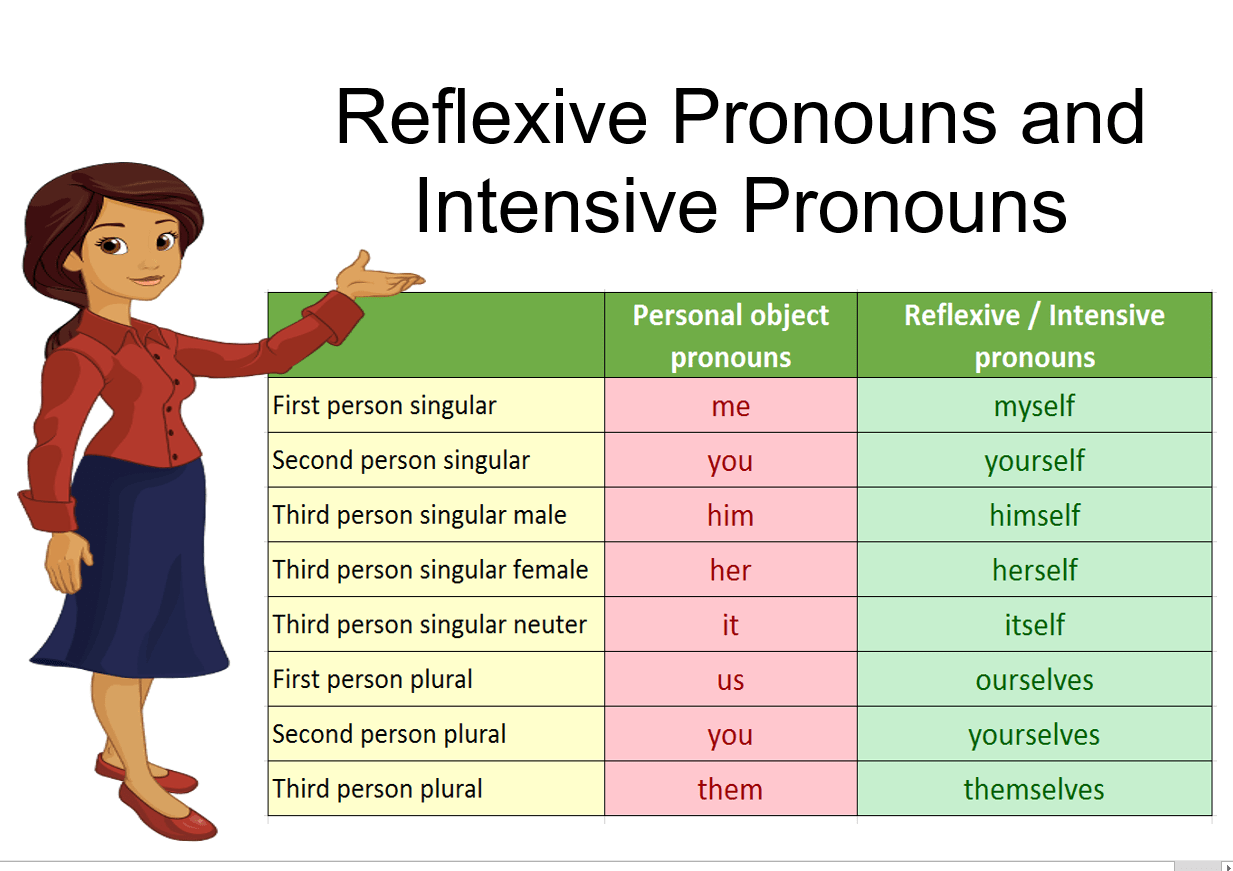 Reflexive Pronouns and
Intensive Pronouns
Personal object
pronouns
Reflexive / Intensive
pronouns
First person singular me myself
Second person singular you yourself
Third person singular male him himself
Third person singular female her herself
Third person singular neuter it itself
First person plural us ourselves
Second person plural you yourselves
Third person plural them themselves